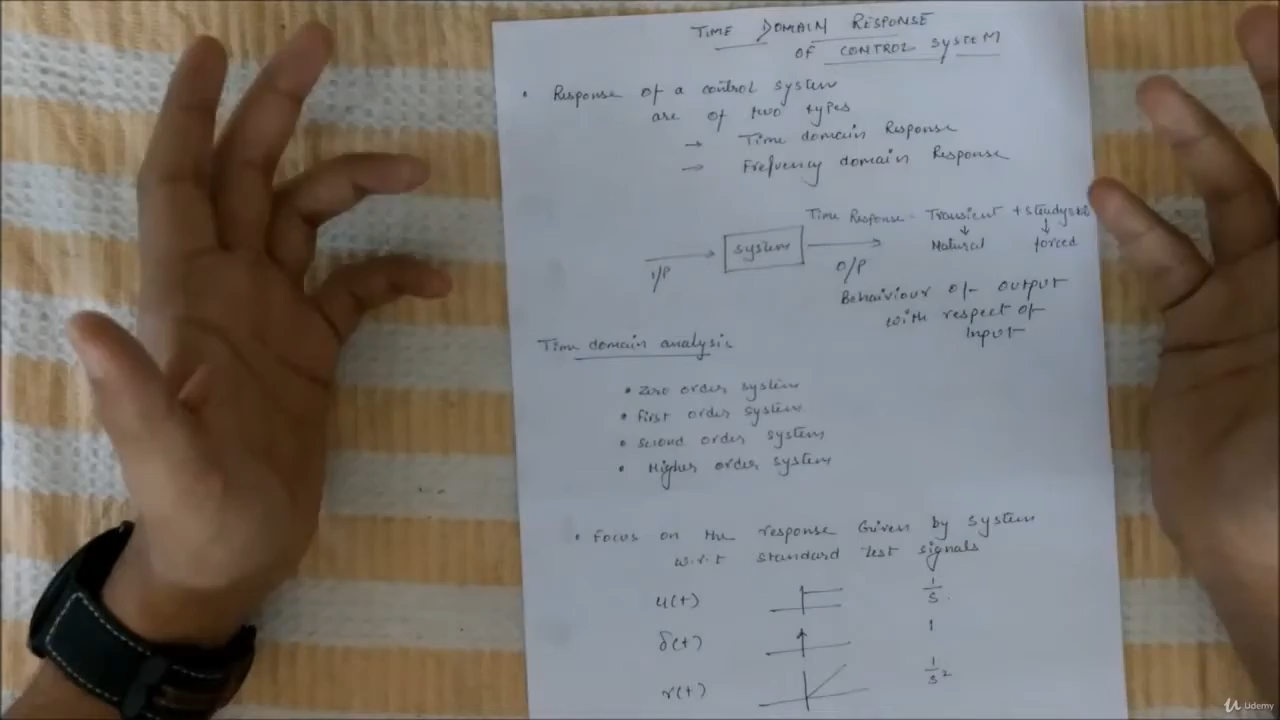 TIME DOMAIN RESPONSE
OF CONTROL SYSTEM
• Response of a control system
are of two types
→ Time domain Response
→ Frequency domain Response
Time Response - Transient + steadysta
↓ ↓
Natural forced
I/P system O/P
Behaiviour of output
with respect of
Input
Time domain analysis
• Zero order system
• First order system
• Second order system
• Higher order system
• Focus on the response Given by system
w.r.t standard test signals
u(t) 1/S
δ(t) 1
r(t) 1/S²
Udemy